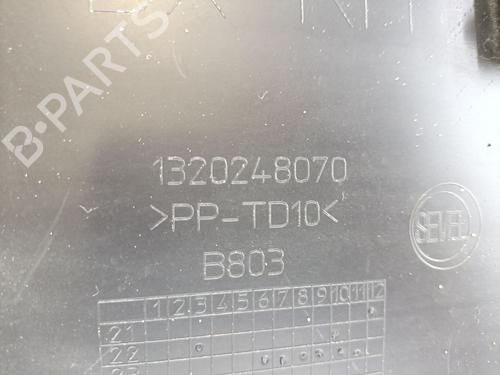 B-PARTS
1320248070
>PP-TD10<
SEVEL
B803
1 2 3 4 5 6 7 8 9 10 11 12
21
22